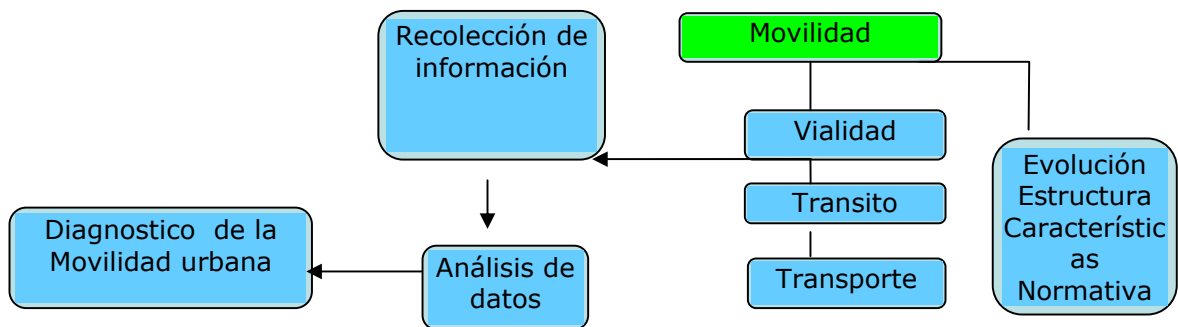 Recolección de
información
Movilidad
Vialidad
Transito
Transporte
Evolución
Estructura
Característic
as
Normativa
Análisis de
datos
Diagnostico de la
Movilidad urbana